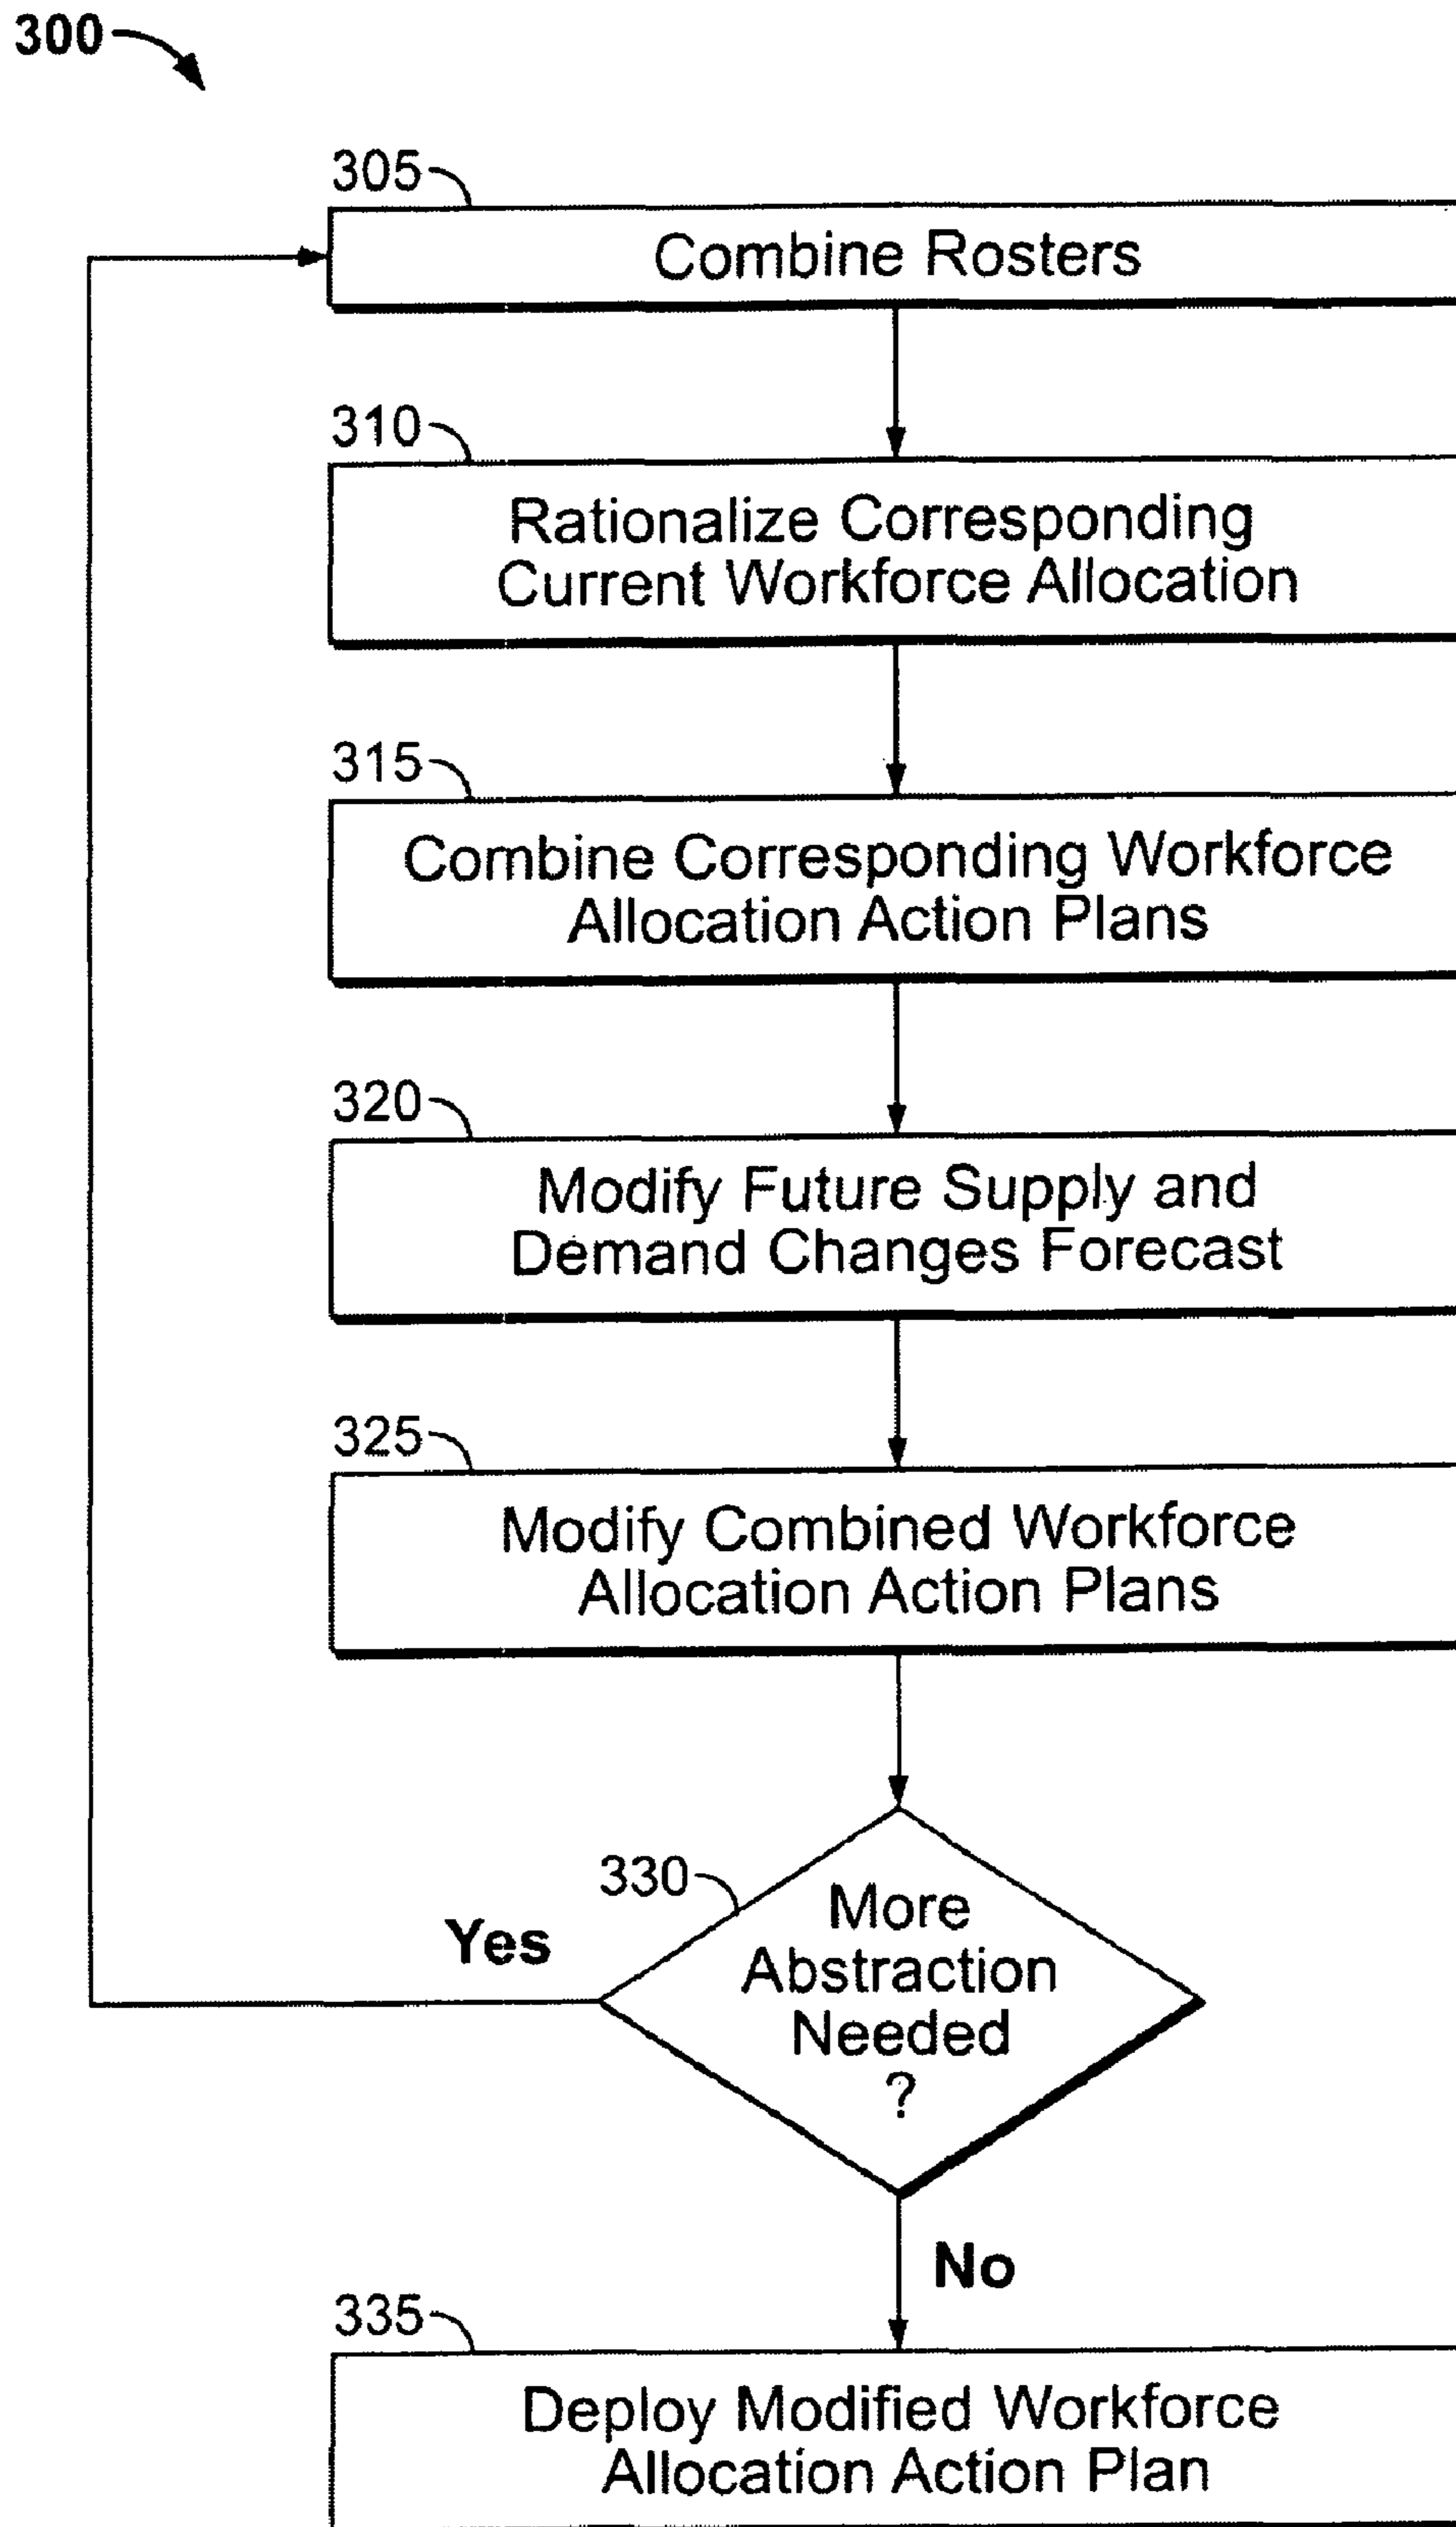 300
305
Combine Rosters
310
Rationalize Corresponding
Current Workforce Allocation
315
Combine Corresponding Workforce
Allocation Action Plans
320
Modify Future Supply and
Demand Changes Forecast
325
Modify Combined Workforce
Allocation Action Plans
330
More
Abstraction
Needed
?
Yes
No
335
Deploy Modified Workforce
Allocation Action Plan